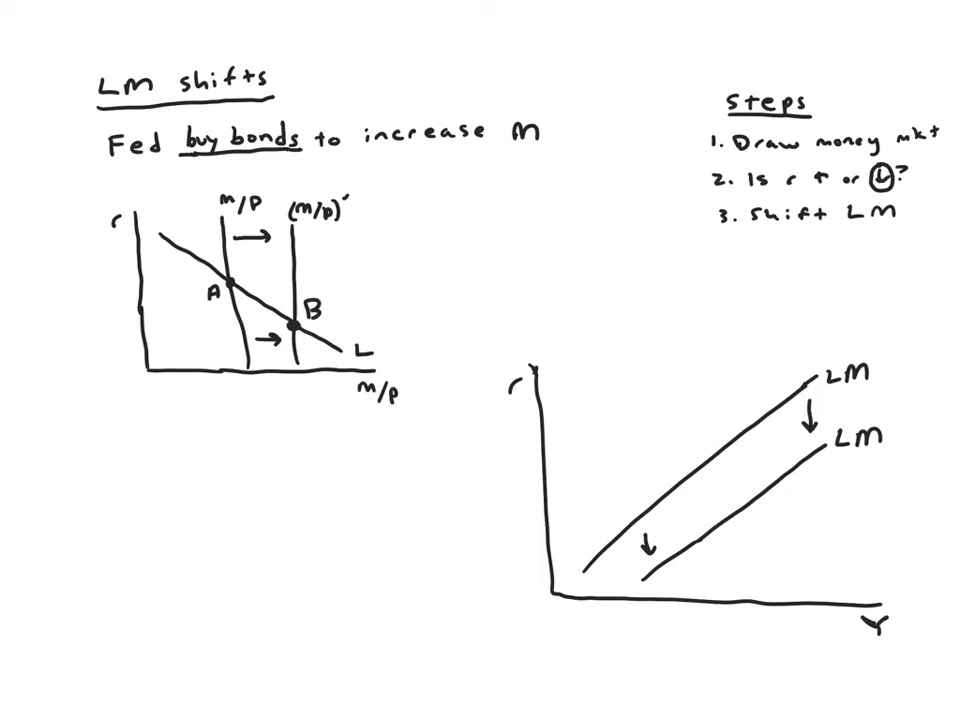 LM shifts
Fed buy bonds to increase M
Steps
1. Draw money mkt
2. Is r ↑ or ↓?
3. Shift LM
r
M/P
(M/P)'
A
B
L
M/P
r
LM
LM
Y